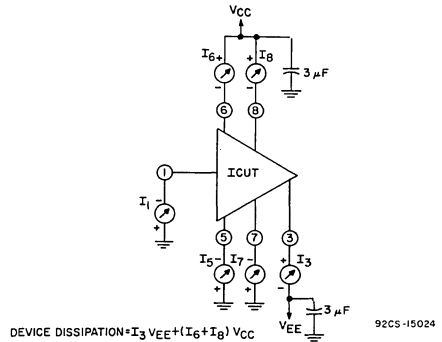 VCC
I6 + + I8
- -
3 µF
6 8
1
ICUT
I1 -
+
5 7 3
I5 - I7 - + I3
+ + -
3 µF
VEE
DEVICE DISSIPATION=I3 VEE+(I6+I8) VCC
92CS-15024